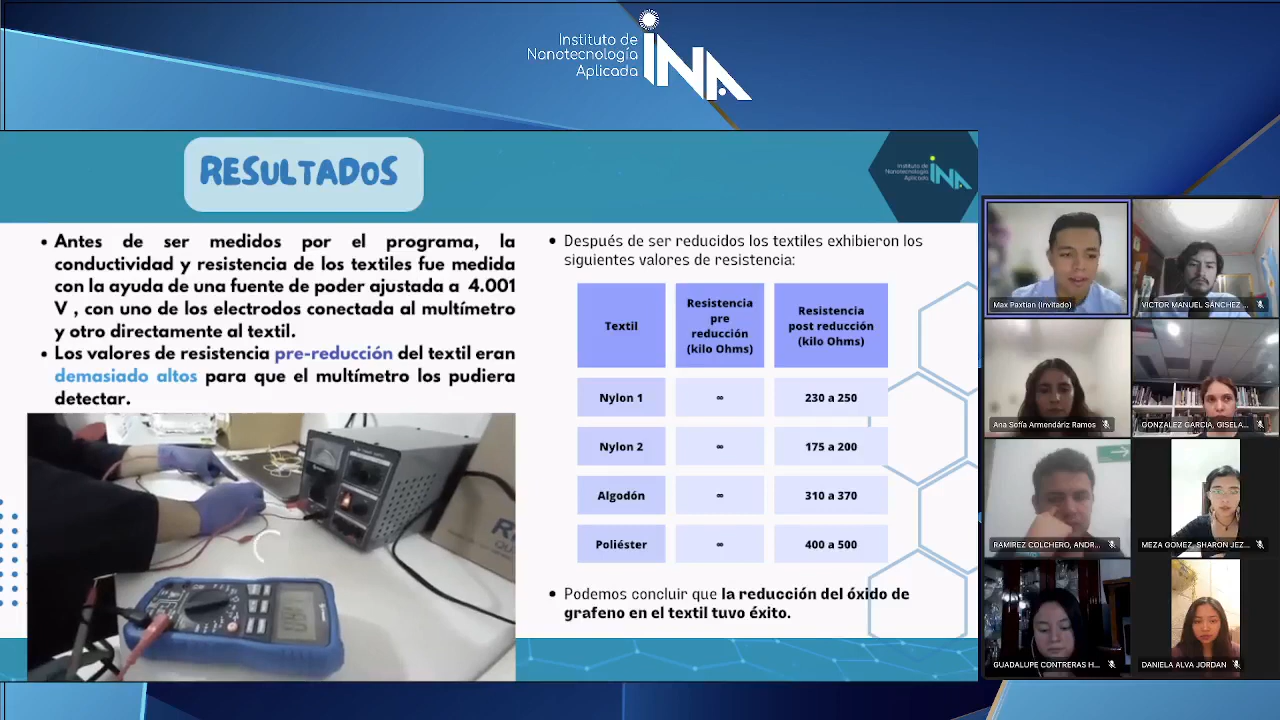 Instituto de
Nanotecnología
Aplicada
INA
RESULTADOS
Instituto de
Nanotecnología
Aplicada
INA
• Antes de ser medidos por el programa, la
conductividad y resistencia de los textiles fue medida
con la ayuda de una fuente de poder ajustada a 4.001
V , con uno de los electrodos conectada al multímetro
y otro directamente al textil.
• Los valores de resistencia pre-reducción del textil eran
demasiado altos para que el multímetro los pudiera
detectar.
• Después de ser reducidos los textiles exhibieron los
siguientes valores de resistencia:
Textil
Resistencia
pre
reducción
(kilo Ohms)
Resistencia
post reducción
(kilo Ohms)
Nylon 1 ∞ 230 a 250
Nylon 2 ∞ 175 a 200
Algodón ∞ 310 a 370
Poliéster ∞ 400 a 500
• Podemos concluir que la reducción del óxido de
grafeno en el textil tuvo éxito.
Max Paxtian (Invitado)
VICTOR MANUEL SÁNCHEZ ...
Ana Sofía Armendáriz Ramos
GONZALEZ GARCIA, GISELA...
RAMIREZ COLCHERO, ANDR...
MEZA GOMEZ, SHARON JEZ...
GUADALUPE CONTRERAS H...
DANIELA ALVA JORDAN